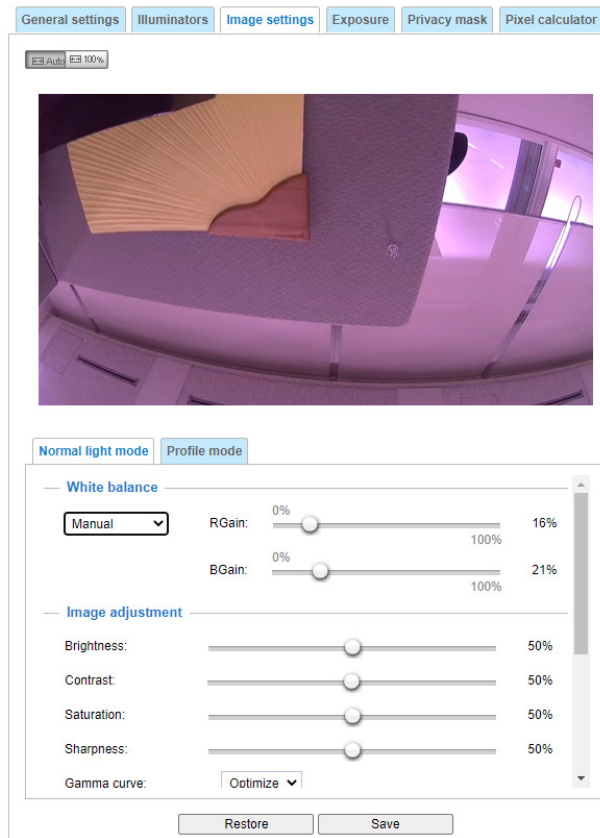 General settings Illuminators Image settings Exposure Privacy mask Pixel calculator
Auto 100%
Normal light mode Profile mode
White balance
Manual RGain: 0% 100% 16%
BGain: 0% 100% 21%
Image adjustment
Brightness: 50%
Contrast: 50%
Saturation: 50%
Sharpness: 50%
Gamma curve: Optimize
Restore Save